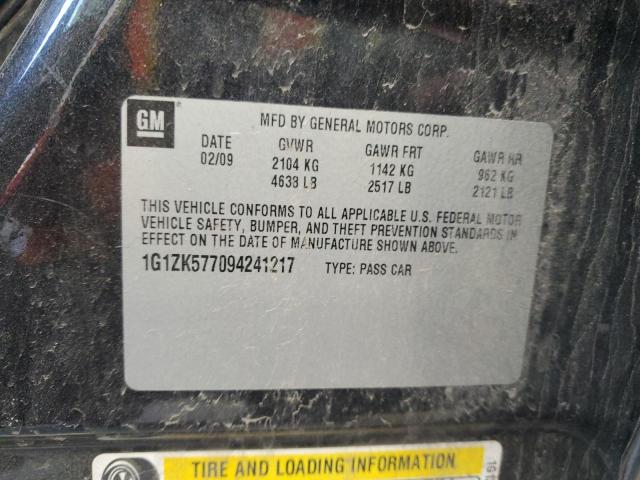 GM
MFD BY GENERAL MOTORS CORP.
DATE GVWR GAWR FRT GAWR RR
02/09 2104 KG 1142 KG 962 KG
4638 LB 2517 LB 2121 LB
THIS VEHICLE CONFORMS TO ALL APPLICABLE U.S. FEDERAL MOTOR
VEHICLE SAFETY, BUMPER, AND THEFT PREVENTION STANDARDS IN
EFFECT ON THE DATE OF MANUFACTURE SHOWN ABOVE.
1G1ZK577094241217 TYPE: PASS CAR
TIRE AND LOADING INFORMATION